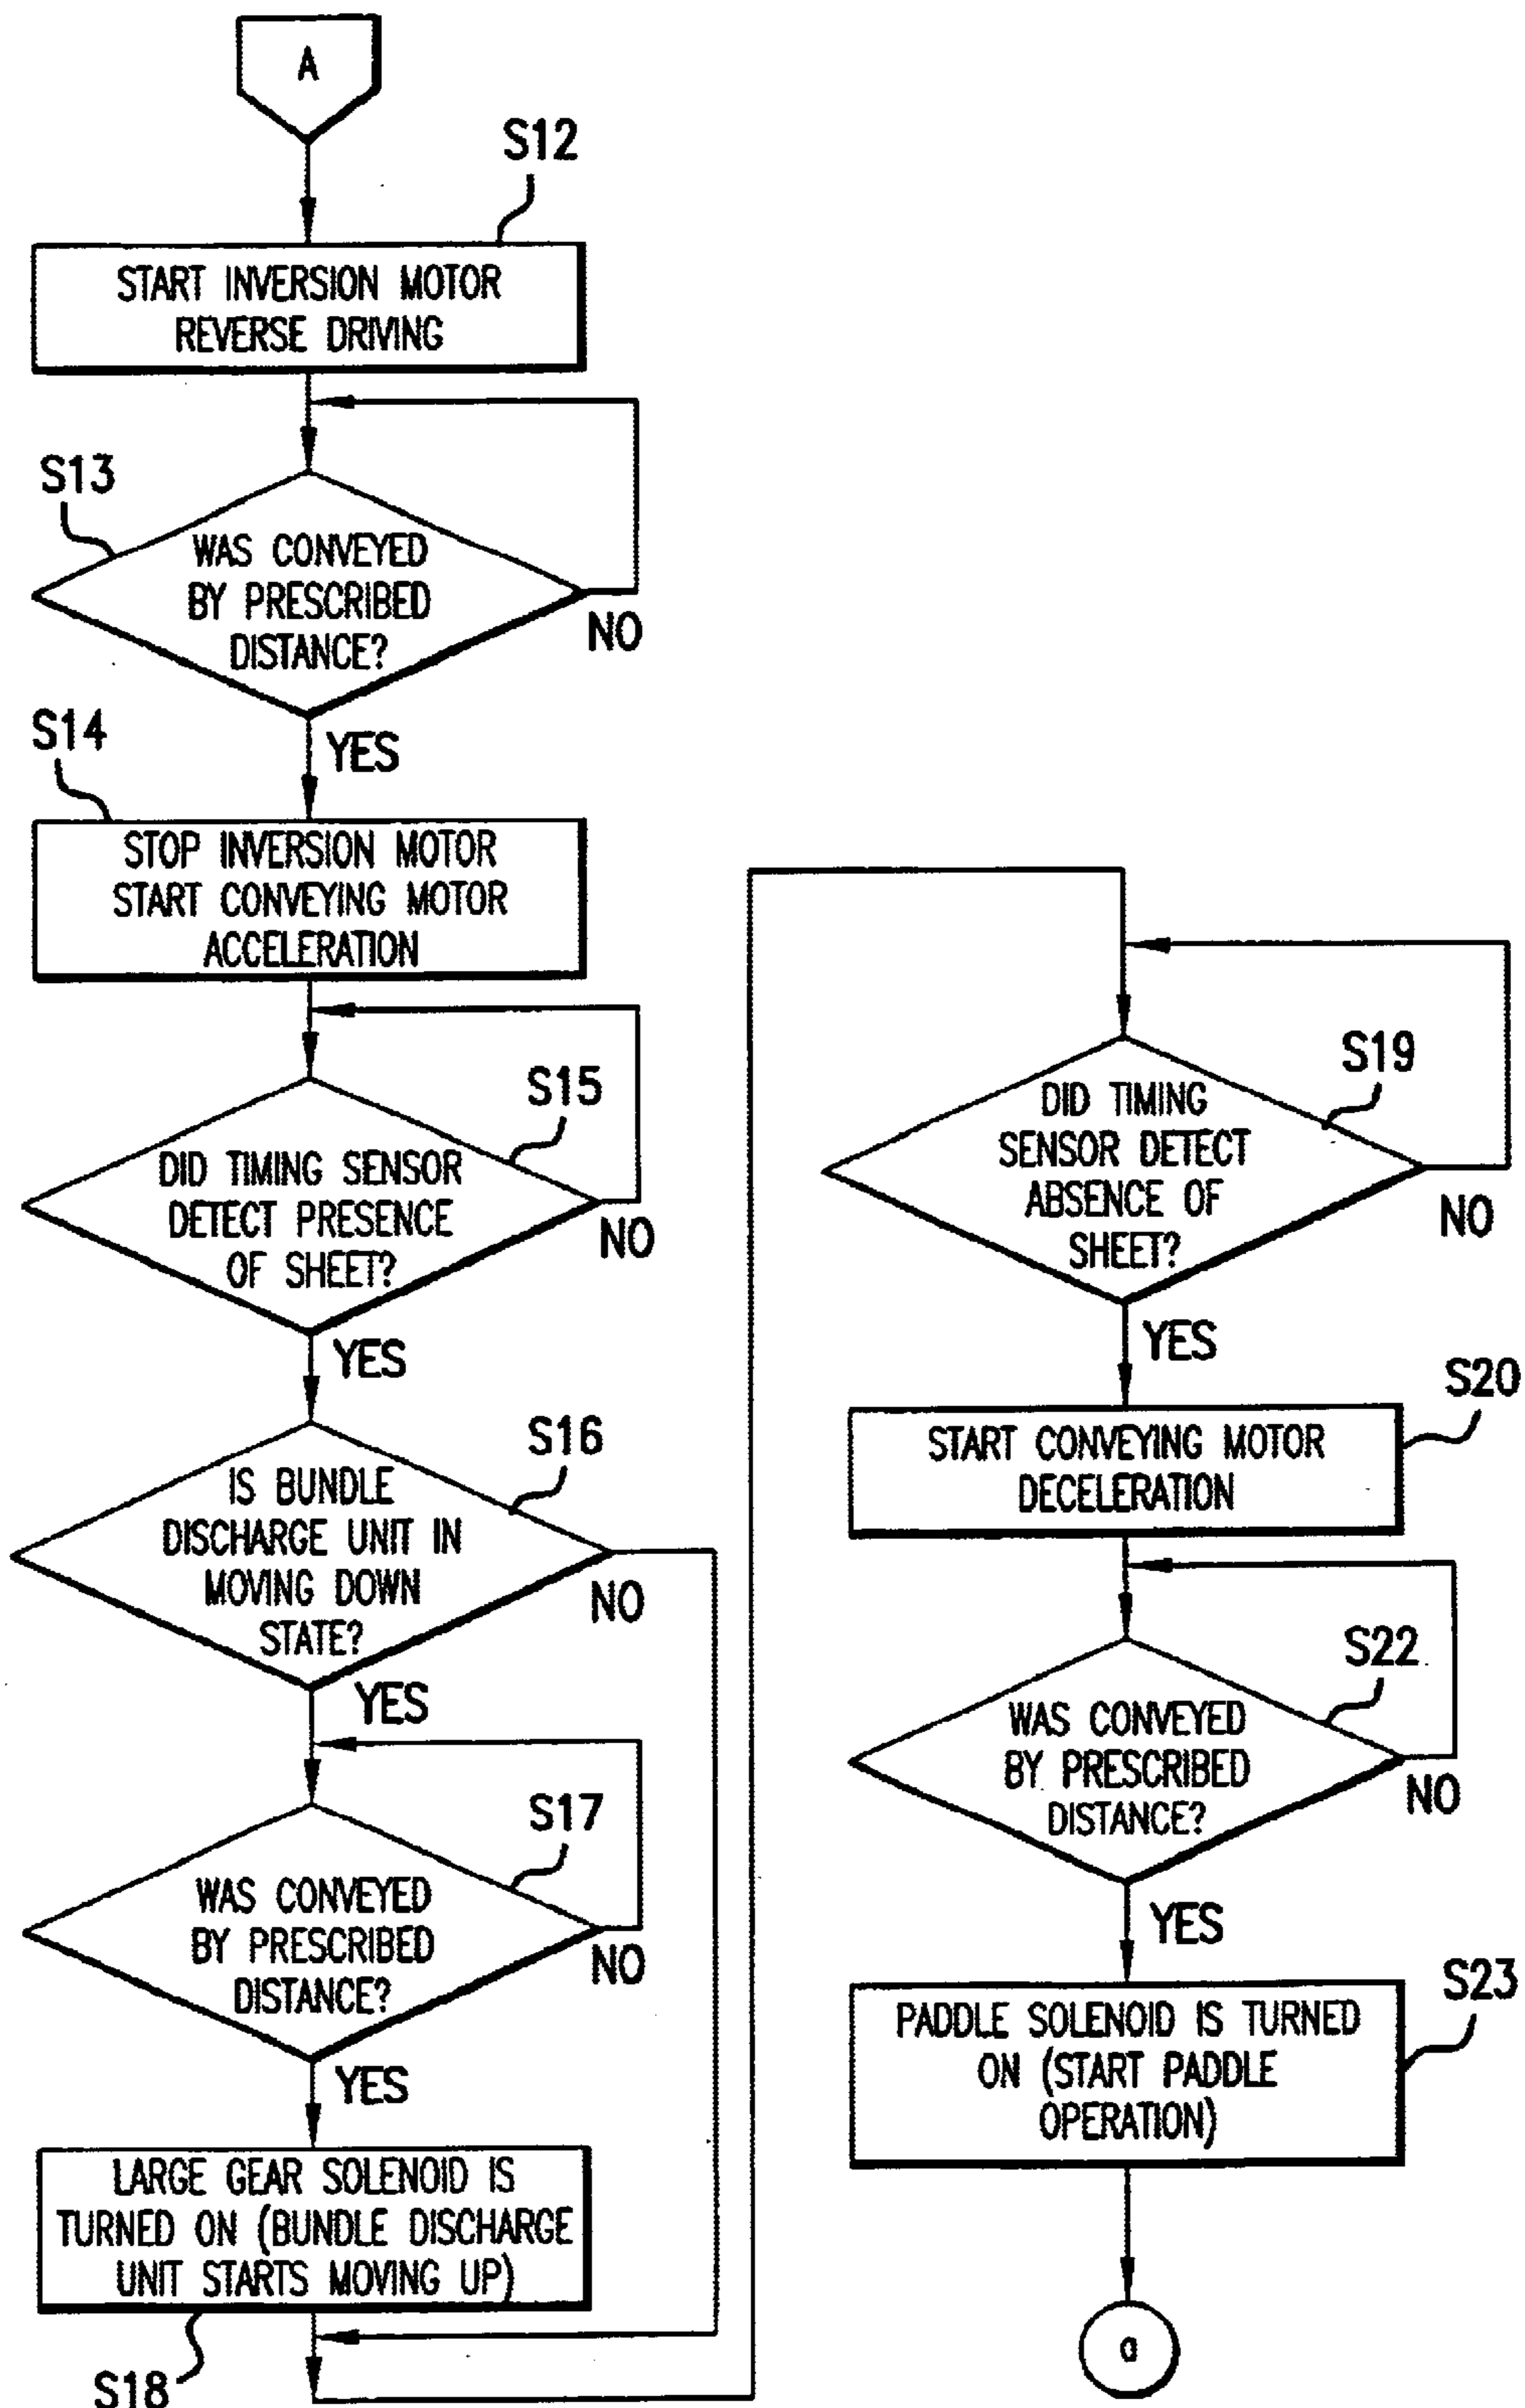 A
S12
START INVERSION MOTOR
REVERSE DRIVING
S13
WAS CONVEYED
BY PRESCRIBED
DISTANCE?
NO
YES
S14
STOP INVERSION MOTOR
START CONVEYING MOTOR
ACCELERATION
S15
DID TIMING SENSOR
DETECT PRESENCE
OF SHEET?
NO
YES
S16
IS BUNDLE
DISCHARGE UNIT IN
MOVING DOWN
STATE?
NO
YES
S17
WAS CONVEYED
BY PRESCRIBED
DISTANCE?
NO
YES
LARGE GEAR SOLENOID IS
TURNED ON (BUNDLE DISCHARGE
UNIT STARTS MOVING UP)
S18
S19
DID TIMING
SENSOR DETECT
ABSENCE OF
SHEET?
NO
YES
S20
START CONVEYING MOTOR
DECELERATION
S22
WAS CONVEYED
BY PRESCRIBED
DISTANCE?
NO
YES
S23
PADDLE SOLENOID IS TURNED
ON (START PADDLE
OPERATION)
a